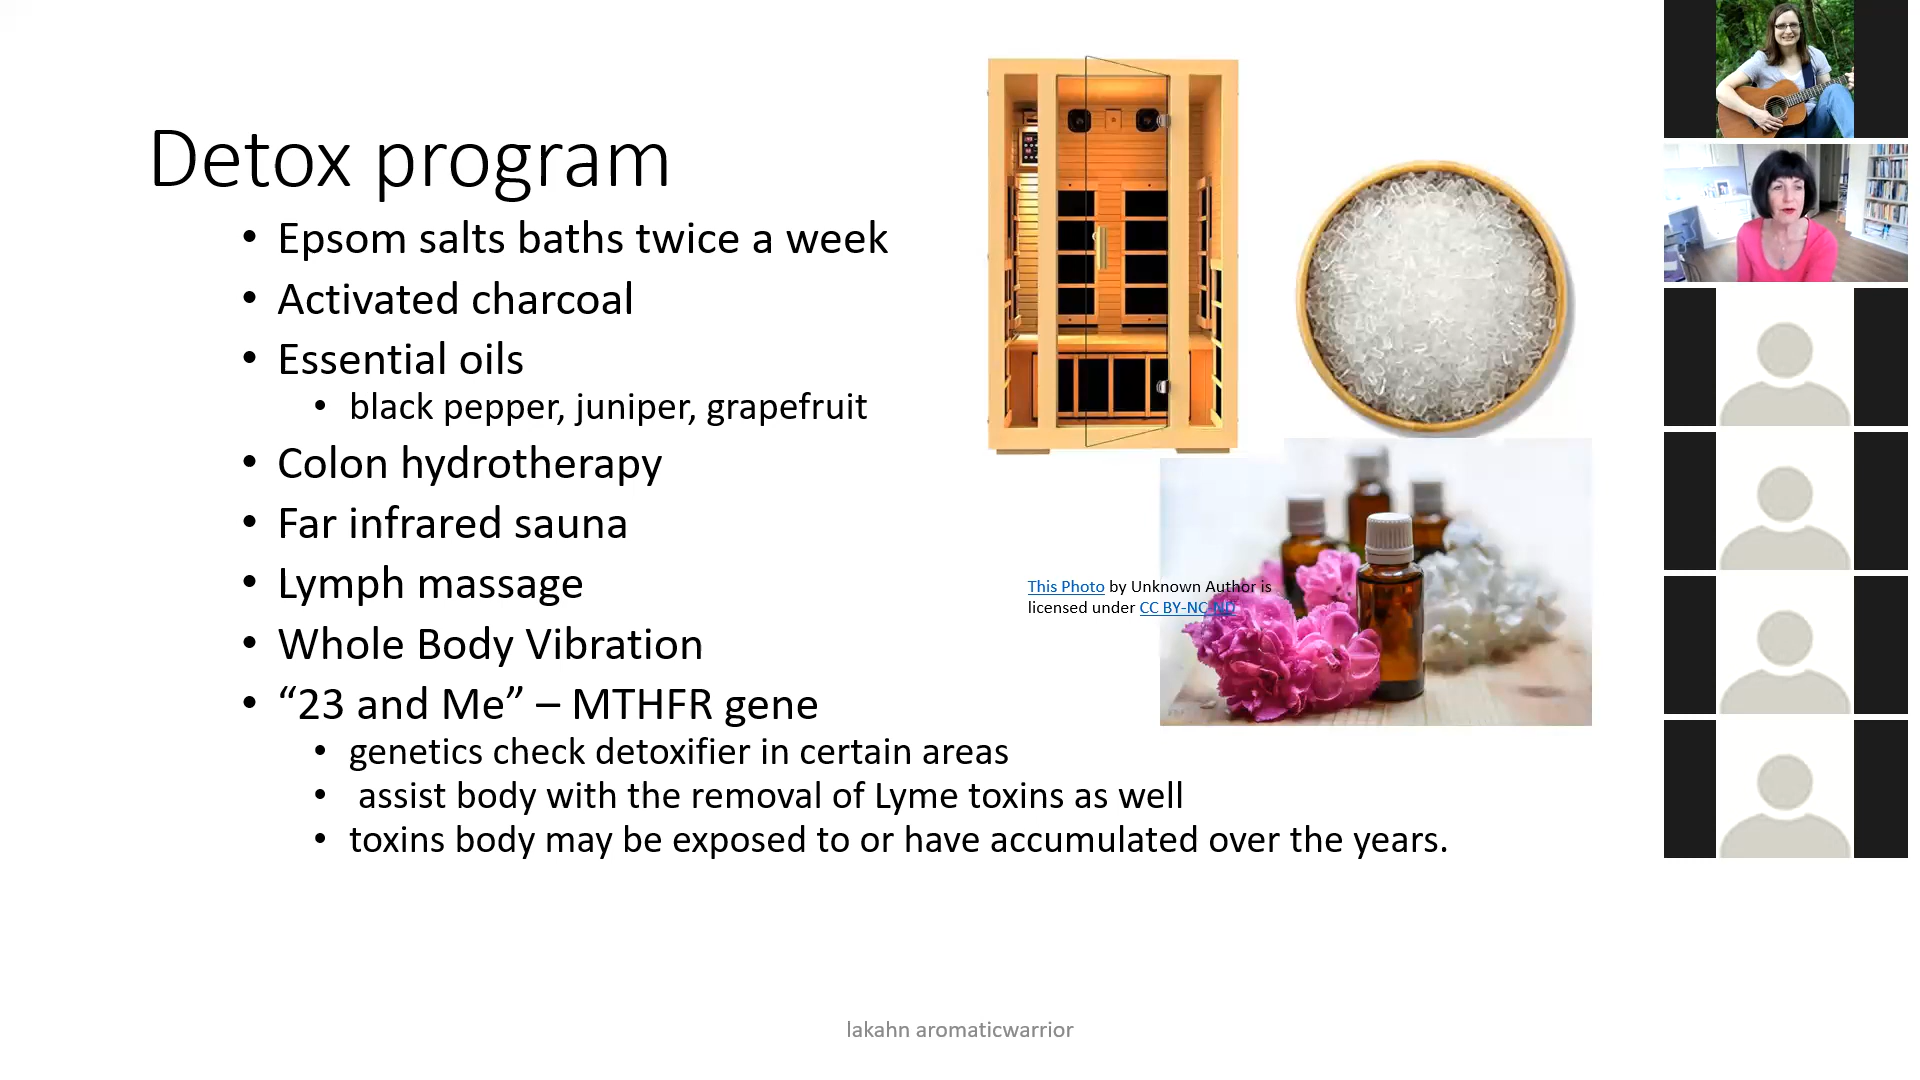 Detox program
• Epsom salts baths twice a week
• Activated charcoal
• Essential oils
• black pepper, juniper, grapefruit
• Colon hydrotherapy
• Far infrared sauna
• Lymph massage
• Whole Body Vibration
• “23 and Me” – MTHFR gene
• genetics check detoxifier in certain areas
• assist body with the removal of Lyme toxins as well
• toxins body may be exposed to or have accumulated over the years.
This Photo by Unknown Author is
licensed under CC BY-NC-ND
lakahn aromaticwarrior